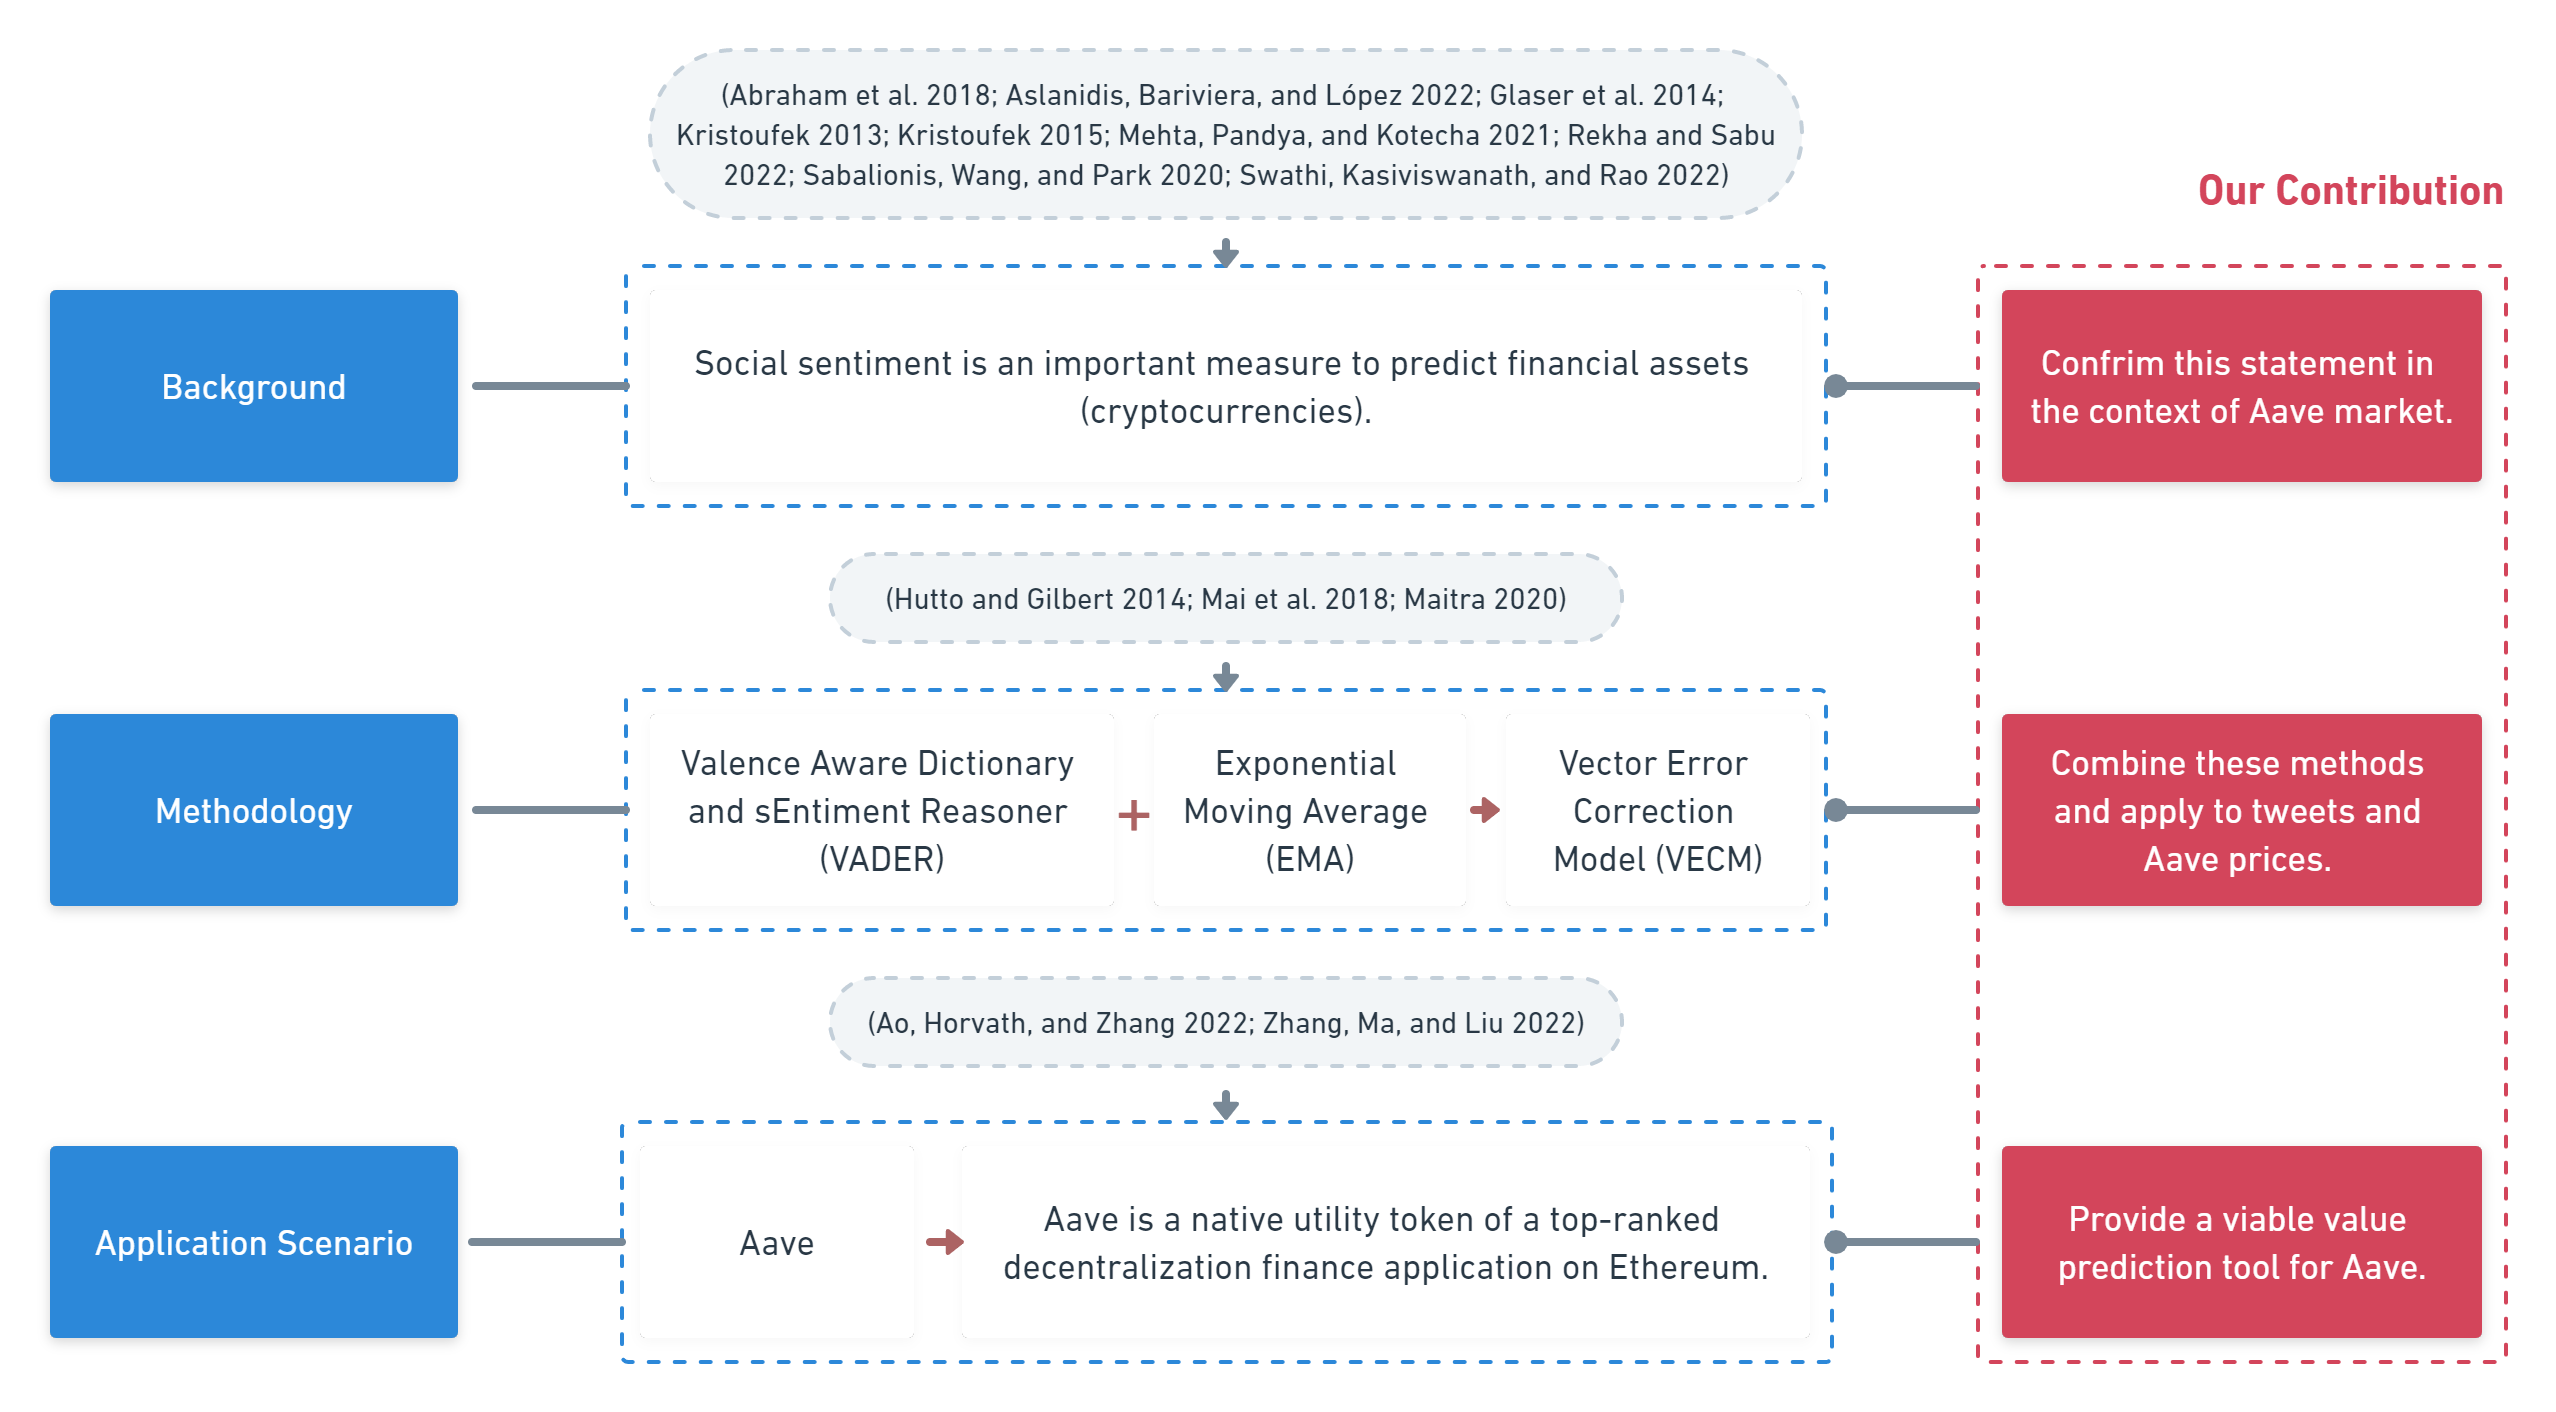 (Abraham et al. 2018; Aslanidis, Bariviera, and López 2022; Glaser et al. 2014;
Kristoufek 2013; Kristoufek 2015; Mehta, Pandya, and Kotecha 2021; Rekha and Sabu
2022; Sabalionis, Wang, and Park 2020; Swathi, Kasiviswanath, and Rao 2022)
Our Contribution
Background
Social sentiment is an important measure to predict financial assets
(cryptocurrencies).
Confrim this statement in
the context of Aave market.
(Hutto and Gilbert 2014; Mai et al. 2018; Maitra 2020)
Methodology
Valence Aware Dictionary
and sEntiment Reasoner
(VADER)
+
Exponential
Moving Average
(EMA)
Vector Error
Correction
Model (VECM)
Combine these methods
and apply to tweets and
Aave prices.
(Ao, Horvath, and Zhang 2022; Zhang, Ma, and Liu 2022)
Application Scenario
Aave
Aave is a native utility token of a top-ranked
decentralization finance application on Ethereum.
Provide a viable value
prediction tool for Aave.